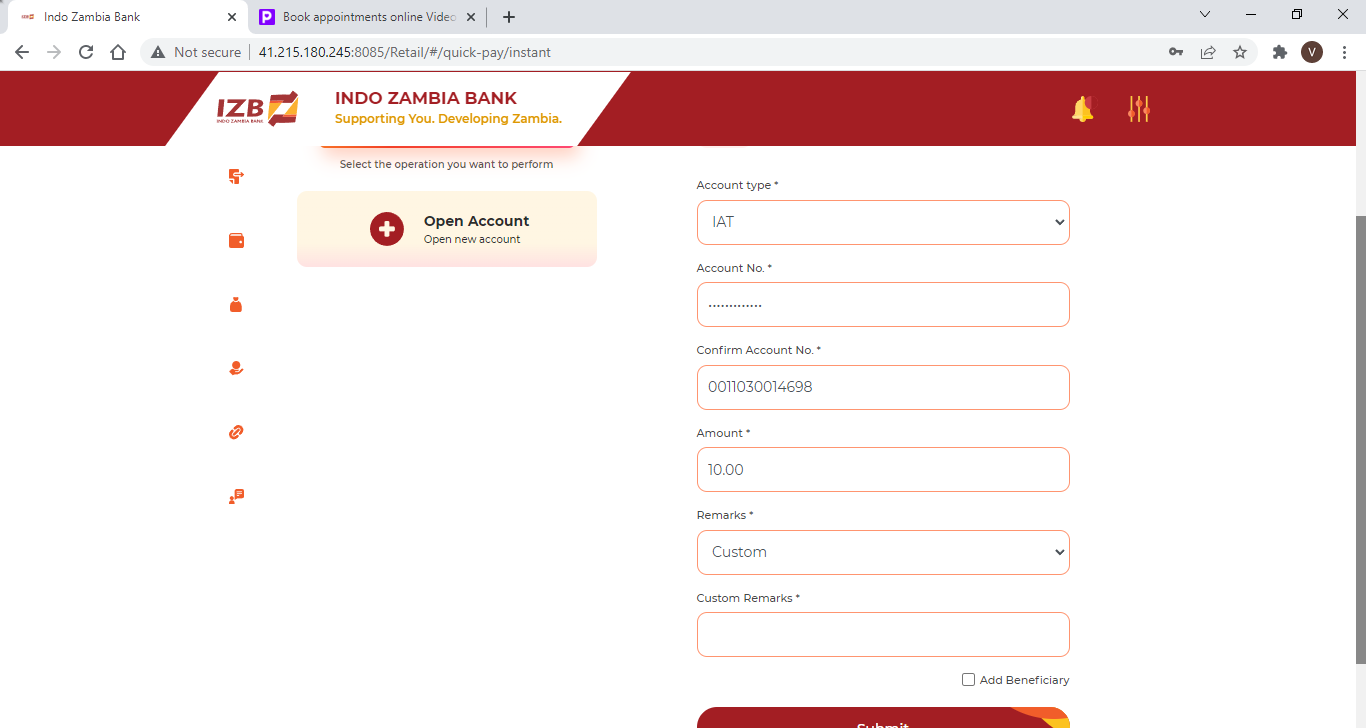 Indo Zambia Bank
Book appointments online Video
Not secure
41.215.180.245:8085/Retail/#/quick-pay/instant
V
IZB
INDO ZAMBIA BANK
INDO ZAMBIA BANK
Supporting You. Developing Zambia.
Select the operation you want to perform
Open Account
Open new account
Account type *
IAT
Account No. *
•••••••••••••
Confirm Account No. *
0011030014698
Amount *
10.00
Remarks *
Custom
Custom Remarks *
Add Beneficiary
Submit